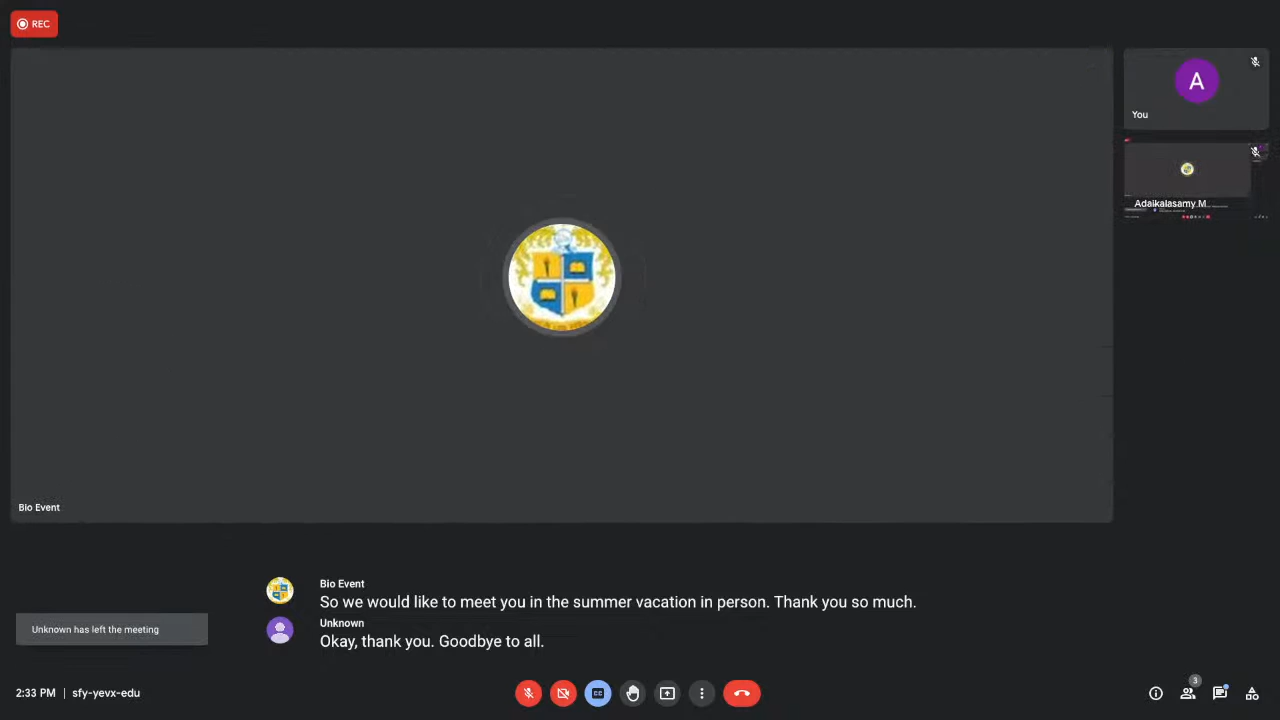 REC
A
You
Adaikalasamy M
Bio Event
Bio Event
So we would like to meet you in the summer vacation in person. Thank you so much.
Unknown
Okay, thank you. Goodbye to all.
Unknown has left the meeting
2:33 PM | sfy-yevx-edu
CC
3